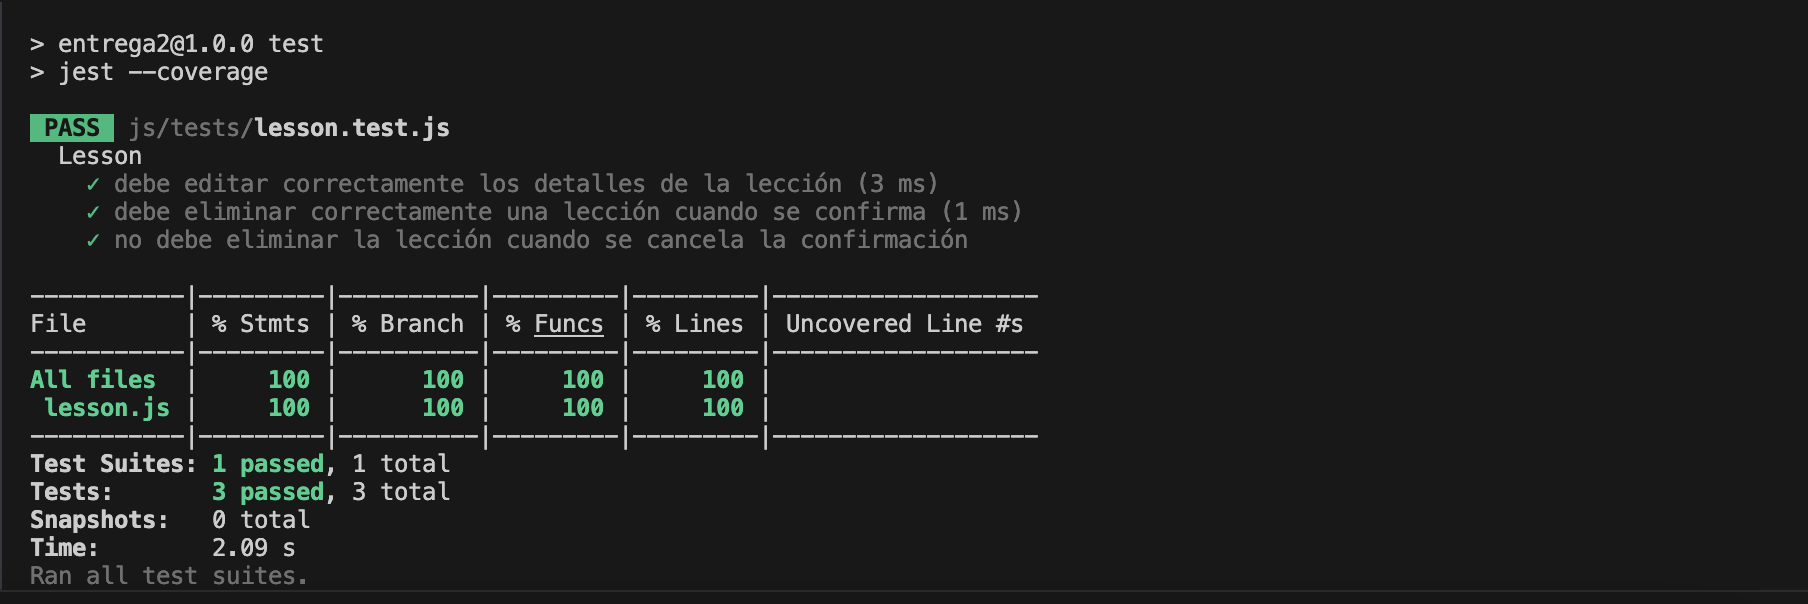 > entrega2@1.0.0 test
> jest --coverage
PASS js/tests/lesson.test.js
Lesson
✓ debe editar correctamente los detalles de la lección (3 ms)
✓ debe eliminar correctamente una lección cuando se confirma (1 ms)
✓ no debe eliminar la lección cuando se cancela la confirmación
-----------|---------|----------|---------|---------|-------------------
File | % Stmts | % Branch | % Funcs | % Lines | Uncovered Line #s
-----------|---------|----------|---------|---------|-------------------
All files | 100 | 100 | 100 | 100 |
lesson.js | 100 | 100 | 100 | 100 |
-----------|---------|----------|---------|---------|-------------------
Test Suites: 1 passed, 1 total
Tests: 3 passed, 3 total
Snapshots: 0 total
Time: 2.09 s
Ran all test suites.